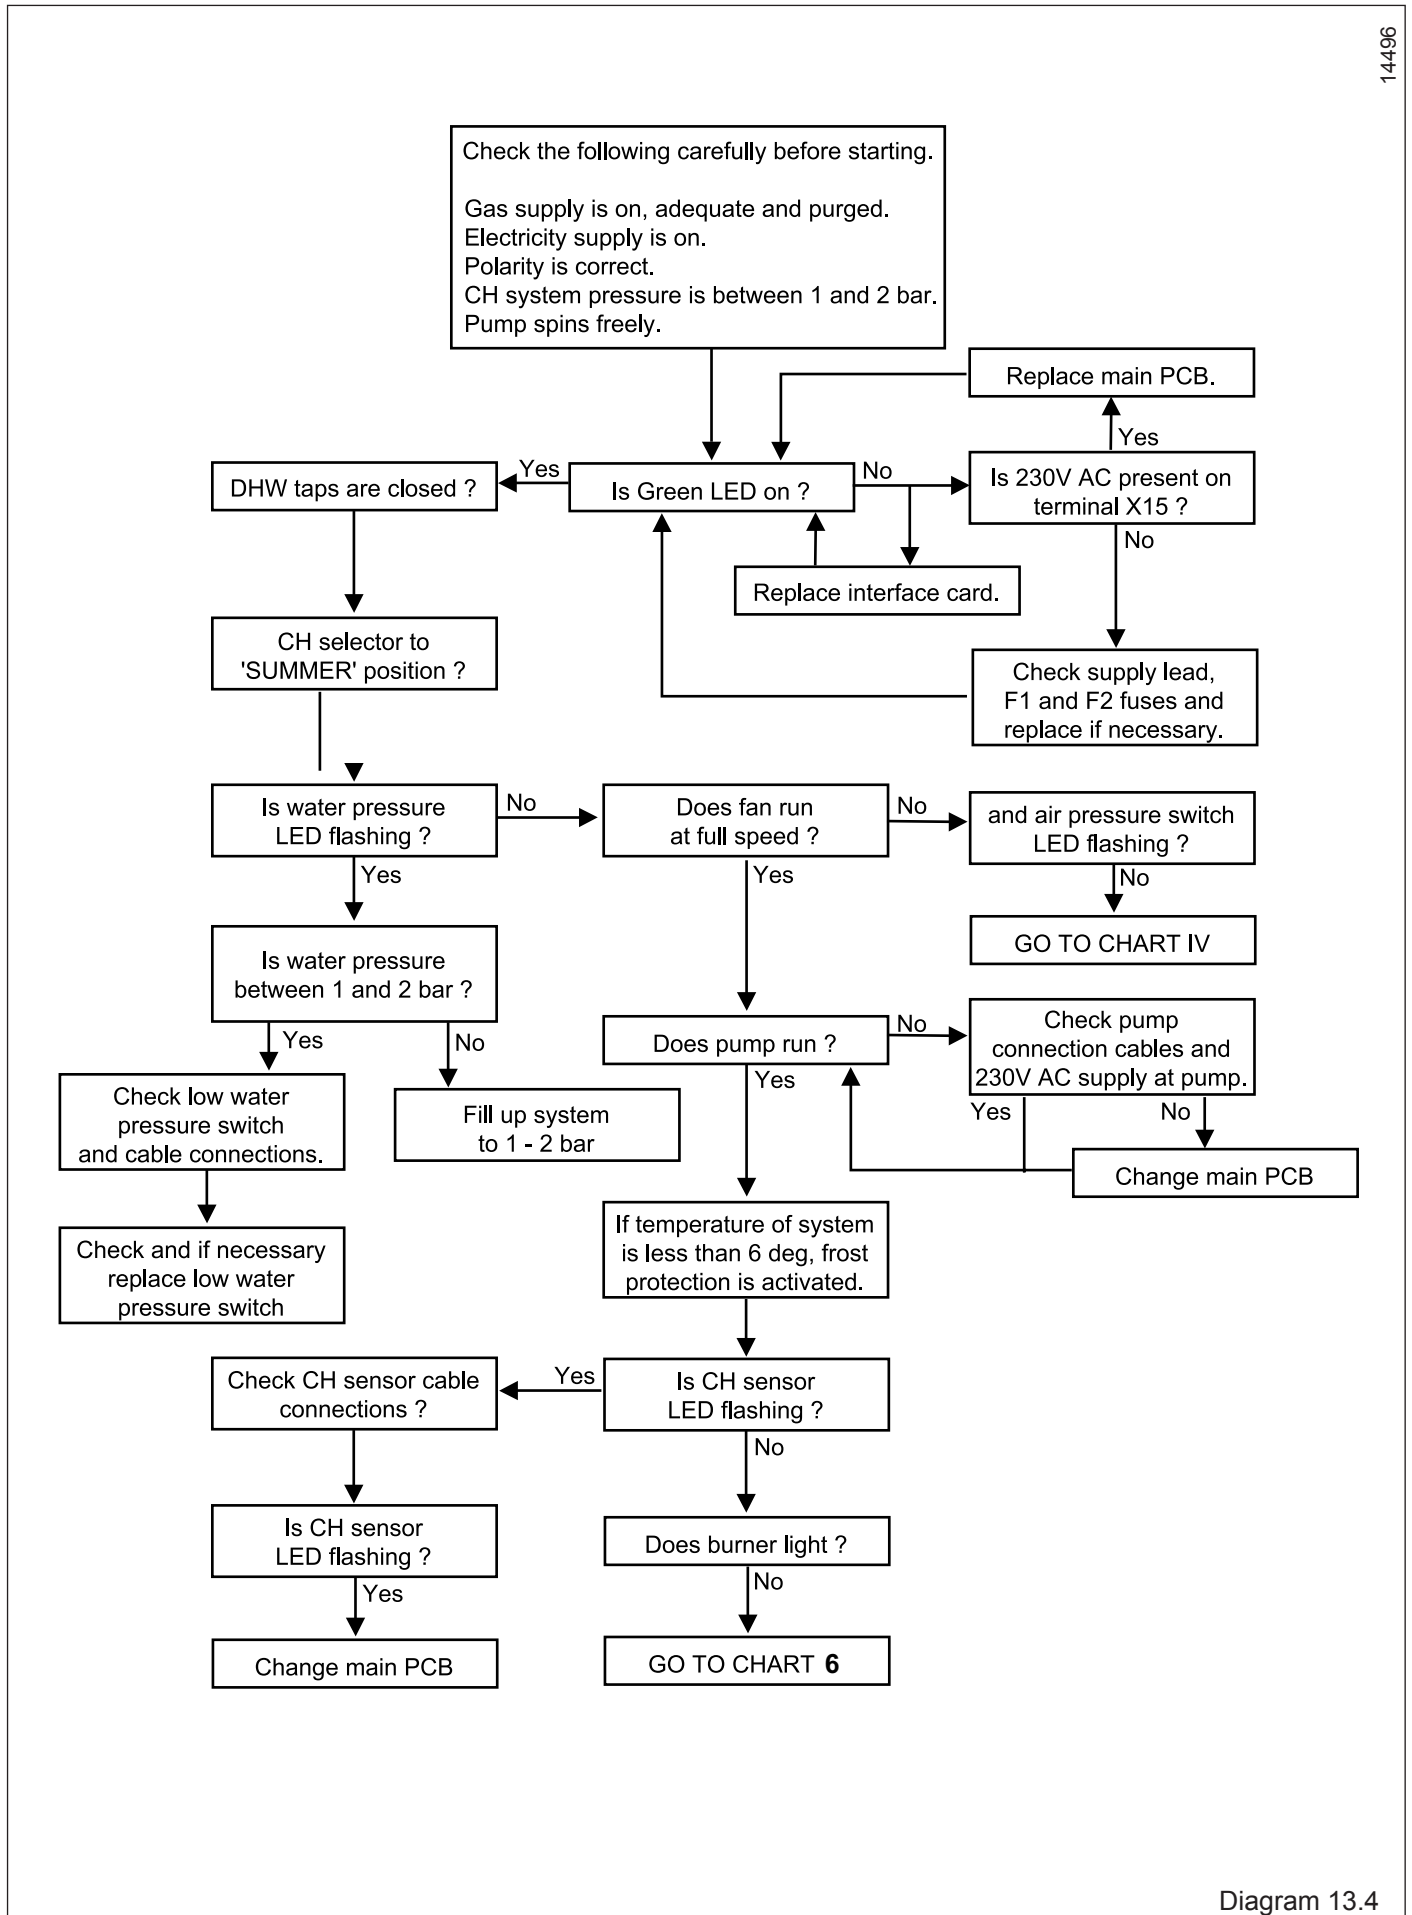 14496
Check the following carefully before starting.
Gas supply is on, adequate and purged.
Electricity supply is on.
Polarity is correct.
CH system pressure is between 1 and 2 bar.
Pump spins freely.
Replace main PCB.
Yes
DHW taps are closed ?
Yes
Is Green LED on ?
No
Is 230V AC present on
terminal X15 ?
No
Replace interface card.
CH selector to
'SUMMER' position ?
Check supply lead,
F1 and F2 fuses and
replace if necessary.
Is water pressure
LED flashing ?
No
Does fan run
at full speed ?
No
and air pressure switch
LED flashing ?
Yes
Yes
No
GO TO CHART IV
Is water pressure
between 1 and 2 bar ?
Yes
No
Does pump run ?
No
Check pump
connection cables and
230V AC supply at pump.
Yes
Yes
No
Check low water
pressure switch
and cable connections.
Fill up system
to 1 - 2 bar
Change main PCB
Check and if necessary
replace low water
pressure switch
If temperature of system
is less than 6 deg, frost
protection is activated.
Check CH sensor cable
connections ?
Yes
Is CH sensor
LED flashing ?
No
Is CH sensor
LED flashing ?
Does burner light ?
Yes
No
Change main PCB
GO TO CHART 6
Diagram 13.4